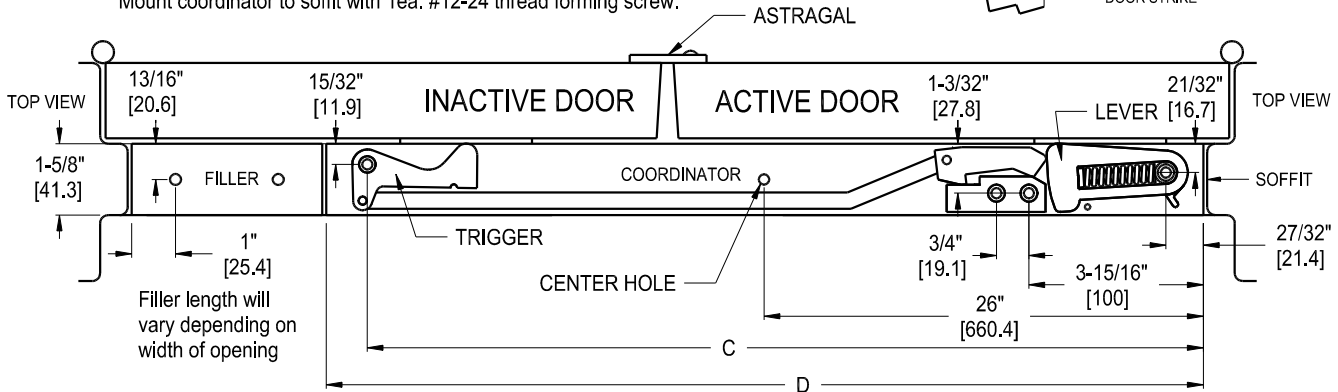 Mount coordinator to soffit with 1ea. #12-24 thread forming screw.
DOOR STRIKE
ASTRAGAL
TOP VIEW
13/16"
[20.6]
15/32"
[11.9]
INACTIVE DOOR
ACTIVE DOOR
1-3/32"
[27.8]
LEVER
21/32"
[16.7]
TOP VIEW
1-5/8"
[41.3]
FILLER
COORDINATOR
SOFFIT
1"
[25.4]
TRIGGER
CENTER HOLE
3/4"
[19.1]
3-15/16"
[100]
27/32"
[21.4]
26"
[660.4]
Filler length will
vary depending on
width of opening
C
D